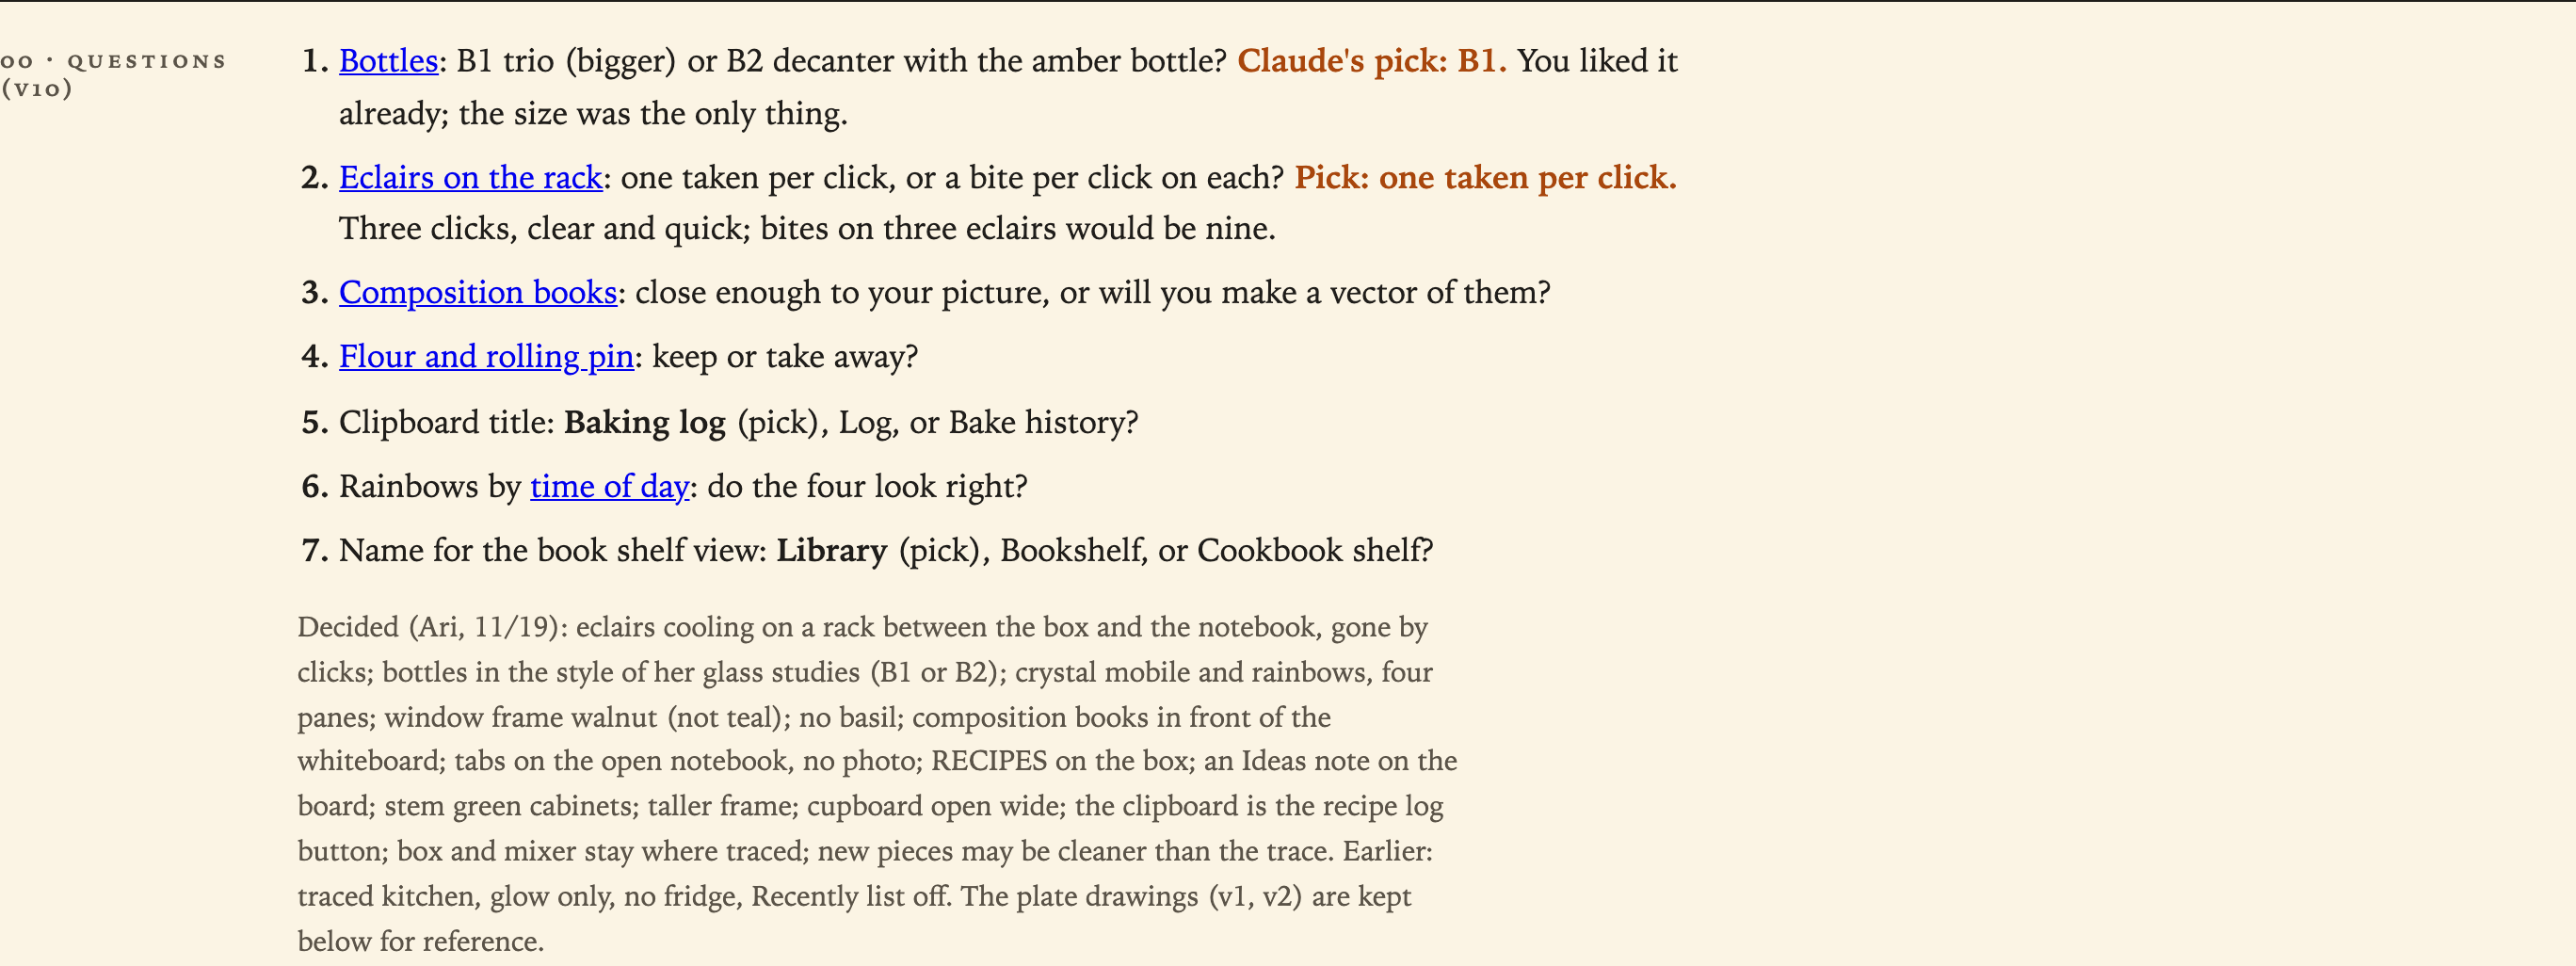 00 · QUESTIONS
(V10)
1. Bottles: B1 trio (bigger) or B2 decanter with the amber bottle? Claude's pick: B1. You liked it
already; the size was the only thing.
2. Eclairs on the rack: one taken per click, or a bite per click on each? Pick: one taken per click.
Three clicks, clear and quick; bites on three eclairs would be nine.
3. Composition books: close enough to your picture, or will you make a vector of them?
4. Flour and rolling pin: keep or take away?
5. Clipboard title: Baking log (pick), Log, or Bake history?
6. Rainbows by time of day: do the four look right?
7. Name for the book shelf view: Library (pick), Bookshelf, or Cookbook shelf?
Decided (Ari, 11/19): eclairs cooling on a rack between the box and the notebook, gone by
clicks; bottles in the style of her glass studies (B1 or B2); crystal mobile and rainbows, four
panes; window frame walnut (not teal); no basil; composition books in front of the
whiteboard; tabs on the open notebook, no photo; RECIPES on the box; an Ideas note on the
board; stem green cabinets; taller frame; cupboard open wide; the clipboard is the recipe log
button; box and mixer stay where traced; new pieces may be cleaner than the trace. Earlier:
traced kitchen, glow only, no fridge, Recently list off. The plate drawings (v1, v2) are kept
below for reference.